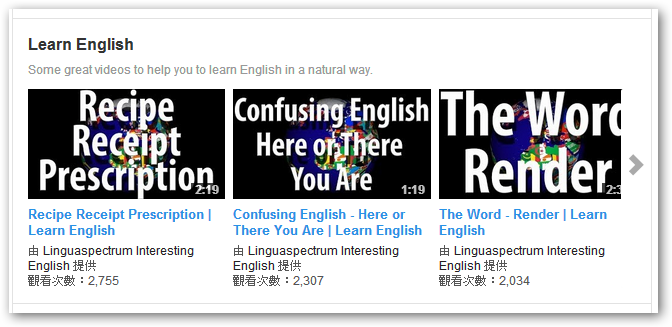 Learn English
Some great videos to help you to learn English in a natural way.
Recipe
Receipt
Prescription
2:19
Confusing English
Here or There
You Are
1:19
The Word
Render
2:3
Recipe Receipt Prescription |
Learn English
Confusing English - Here or
There You Are | Learn English
The Word - Render | Learn
English
由 Linguaspectrum Interesting
English 提供
觀看次數：2,755
由 Linguaspectrum Interesting
English 提供
觀看次數：2,307
由 Linguaspectrum Interesting
English 提供
觀看次數：2,034